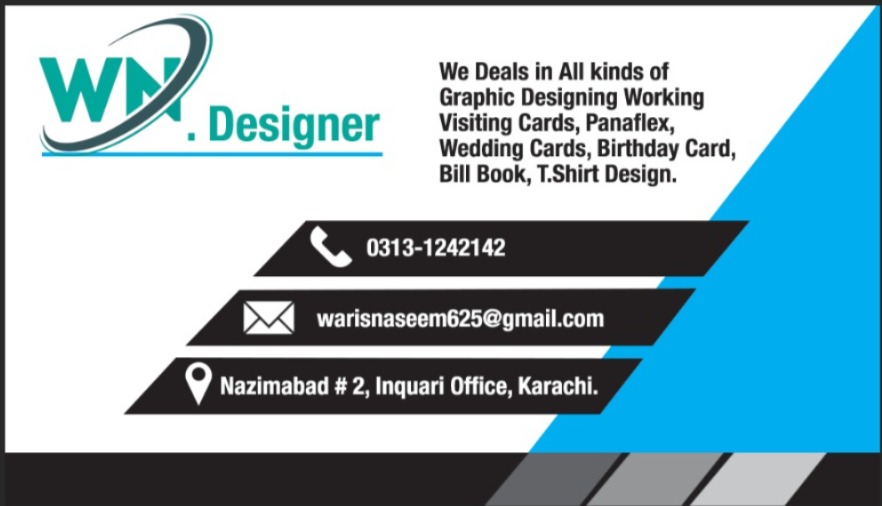 WN
. Designer
We Deals in All kinds of
Graphic Designing Working
Visiting Cards, Panaflex,
Wedding Cards, Birthday Card,
Bill Book, T.Shirt Design.
0313-1242142
warisnaseem625@gmail.com
Nazimabad # 2, Inquari Office, Karachi.